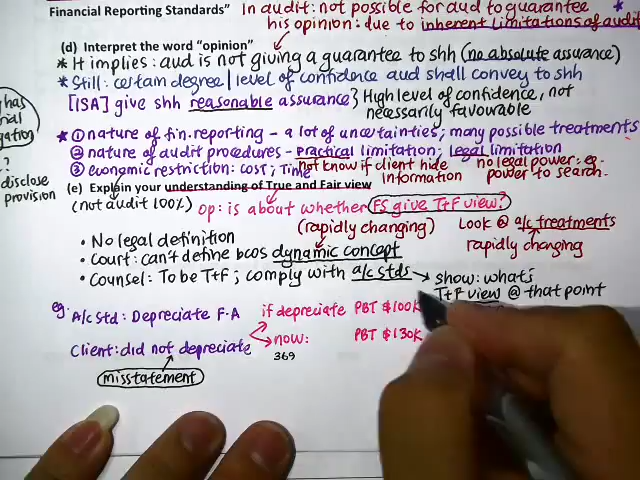 Financial Reporting Standards"
In audit: not possible for aud to guarantee
his opinion: due to inherent limitations of audit
(d) Interpret the word "opinion"
* It implies: aud is not giving a guarantee to shh (no absolute assurance)
* Still: certain degree | level of confidence aud shall convey to shh
[ISA] give shh reasonable assurance} High level of confidence, not
necessarily favourable
* ① nature of fin. reporting - a lot of uncertainties; many possible treatments
② nature of audit procedures - practical limitation; legal limitation
③ economic restriction: cost; Time
not know if client hide
information
no legal power: eg.
power to search.
has
?
disclose
provision
(e) Explain your understanding of True and Fair view
(not audit 100%)
op: is about whether FS give T+F view?
(rapidly changing)
Look @ a/c treatments
rapidly changing
• No legal definition
• Court: can't define bcos dynamic concept
• Counsel: To be T+F; comply with a/c stds → show: what's
T+F view @ that point
eg: A/c Std: Depreciate F.A
if depreciate PBT $100K
Client: did not depreciate
now: PBT $130K
369
misstatement